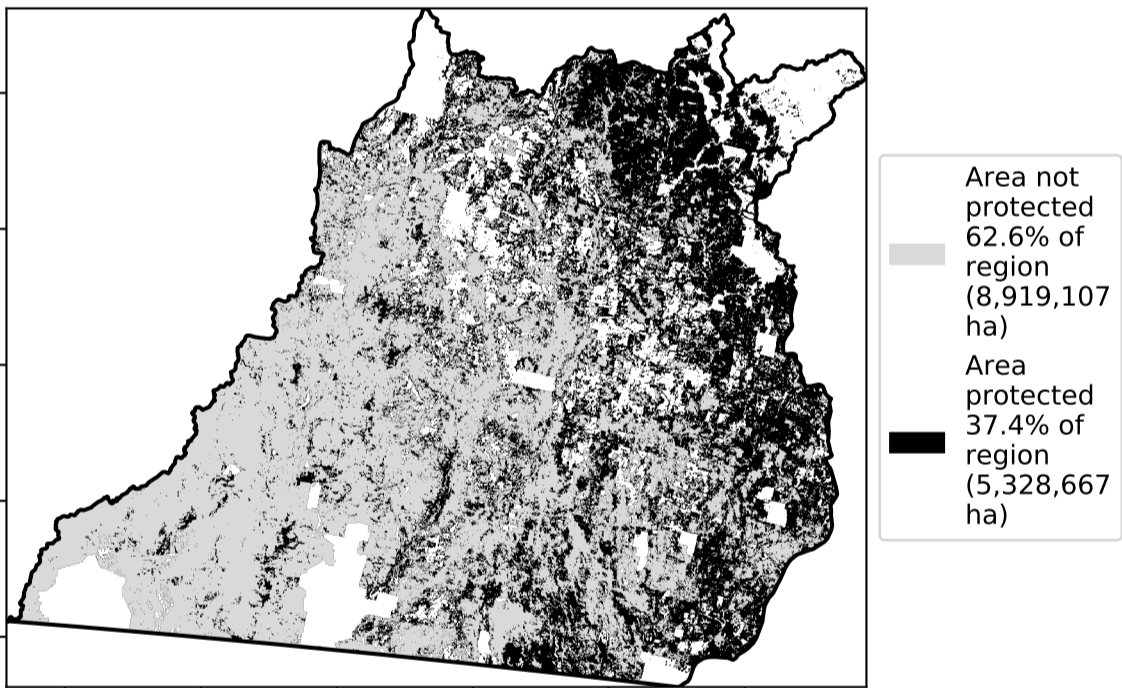 Area not
protected
62.6% of
region
(8,919,107
ha)
Area
protected
37.4% of
region
(5,328,667
ha)